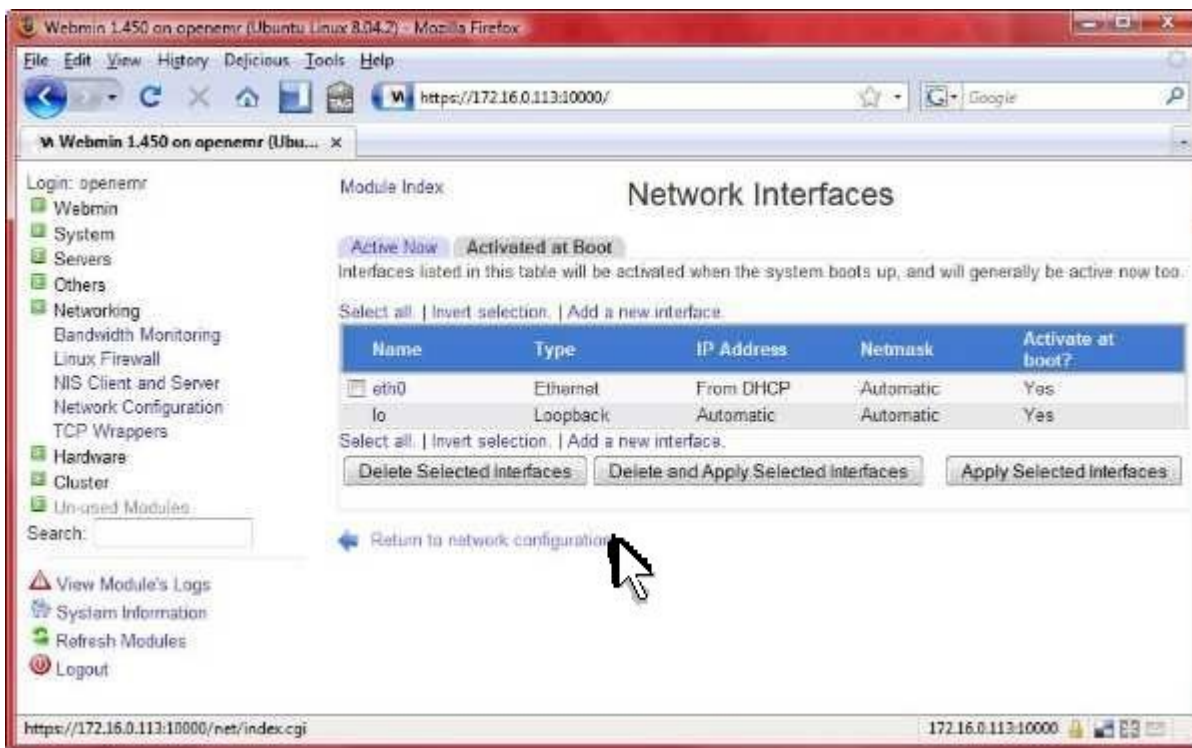 Webmin 1.450 on openemr (Ubuntu Linux 8.04.2) - Mozilla Firefox
File Edit View History Delicious Tools Help
https://172.16.0.113:10000/
Google
Webmin 1.450 on openemr (Ubu...
Login: openemr
Webmin
System
Servers
Others
Networking
Bandwidth Monitoring
Linux Firewall
NIS Client and Server
Network Configuration
TCP Wrappers
Hardware
Cluster
Un-used Modules
Search:
View Module's Logs
System Information
Refresh Modules
Logout
Module Index
Network Interfaces
Active Now Activated at Boot
Interfaces listed in this table will be activated when the system boots up, and will generally be active now too.
Select all. | Invert selection. | Add a new interface.
Name Type IP Address Netmask Activate at boot?
eth0 Ethernet From DHCP Automatic Yes
lo Loopback Automatic Automatic Yes
Select all. | Invert selection. | Add a new interface.
Delete Selected Interfaces Delete and Apply Selected Interfaces Apply Selected Interfaces
Return to network configuration
https://172.16.0.113:10000/net/index.cgi
172.16.0.113:10000